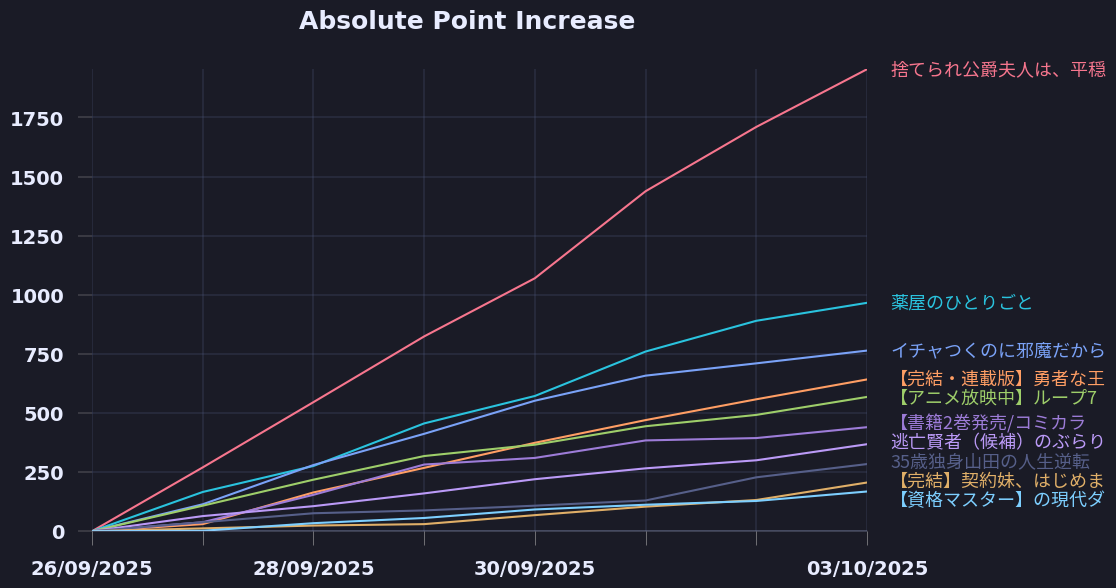 Absolute Point Increase
1750
1500
1250
1000
750
500
250
0
26/09/2025
28/09/2025
30/09/2025
03/10/2025
捨てられ公爵夫人は、平穏
薬屋のひとりごと
イチャつくのに邪魔だから
【完結・連載版】勇者な王
【アニメ放映中】ループ7
【書籍2巻発売/コミカラ
逃亡賢者（候補）のぶらり
35歳独身山田の人生逆転
【完結】契約妹、はじめま
【資格マスター】の現代ダ